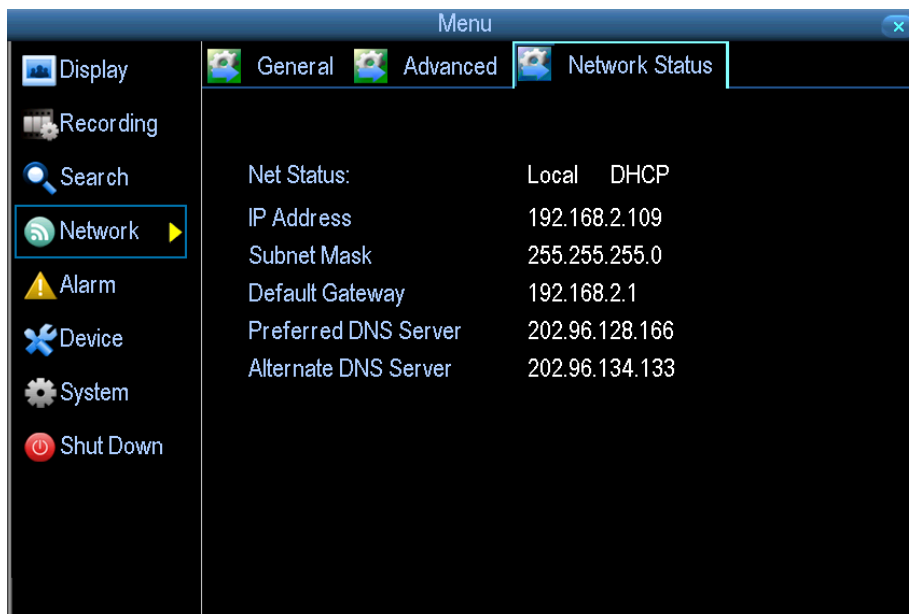 Menu
Display
Recording
Search
Network
Alarm
Device
System
Shut Down
General Advanced Network Status
Net Status: Local DHCP
IP Address 192.168.2.109
Subnet Mask 255.255.255.0
Default Gateway 192.168.2.1
Preferred DNS Server 202.96.128.166
Alternate DNS Server 202.96.134.133